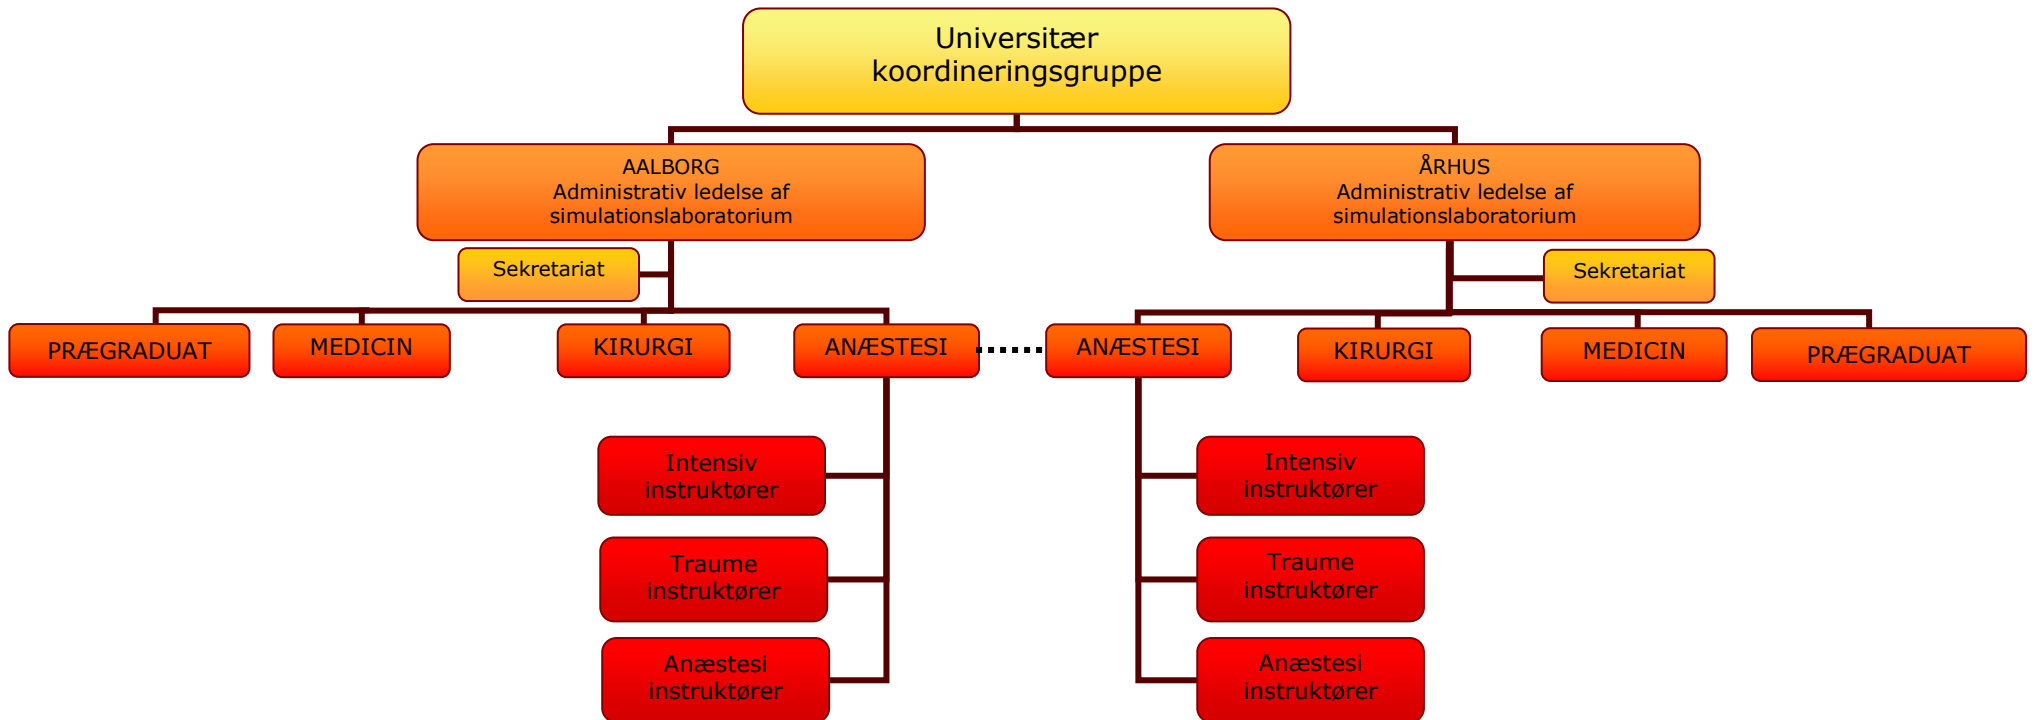 Universitær
koordineringsgruppe
AALBORG
Administrativ ledelse af
simulationslaboratorium
ÅRHUS
Administrativ ledelse af
simulationslaboratorium
Sekretariat
Sekretariat
PRÆGRADUAT
MEDICIN
KIRURGI
ANÆSTESI
ANÆSTESI
KIRURGI
MEDICIN
PRÆGRADUAT
Intensiv
instruktører
Intensiv
instruktører
Traume
instruktører
Traume
instruktører
Anæstesi
instruktører
Anæstesi
instruktører